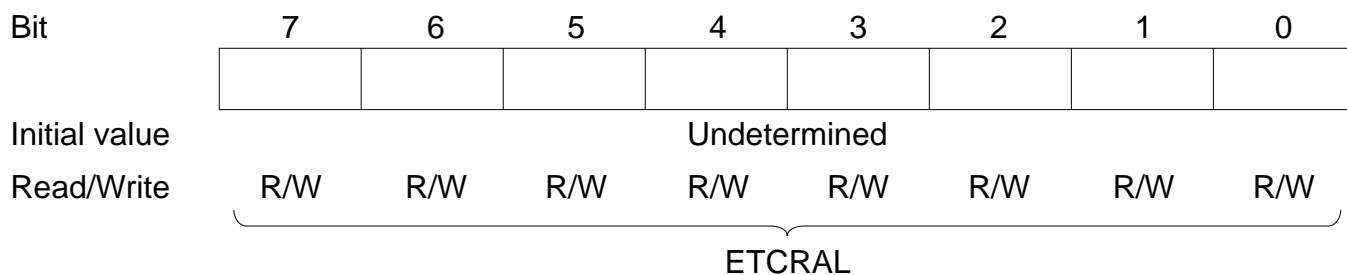 Bit 7 6 5 4 3 2 1 0
Initial value Undetermined
Read/Write R/W R/W R/W R/W R/W R/W R/W R/W
ETCRAL